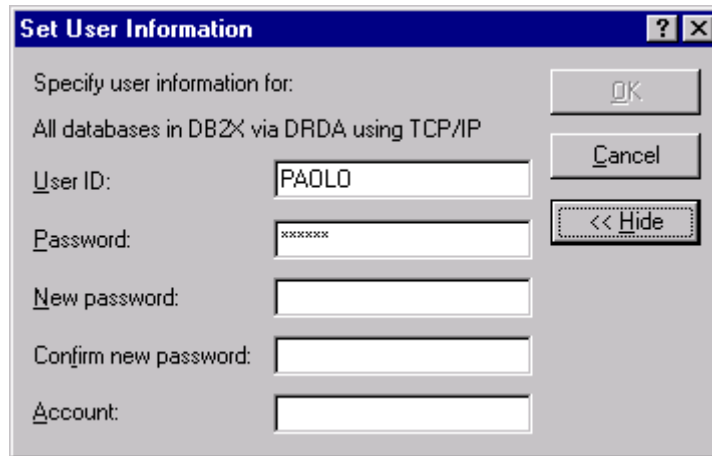 Set User Information
Specify user information for:
OK
All databases in DB2X via DRDA using TCP/IP
Cancel
User ID: PAOLO
<< Hide
Password: ******
New password:
Confirm new password:
Account: